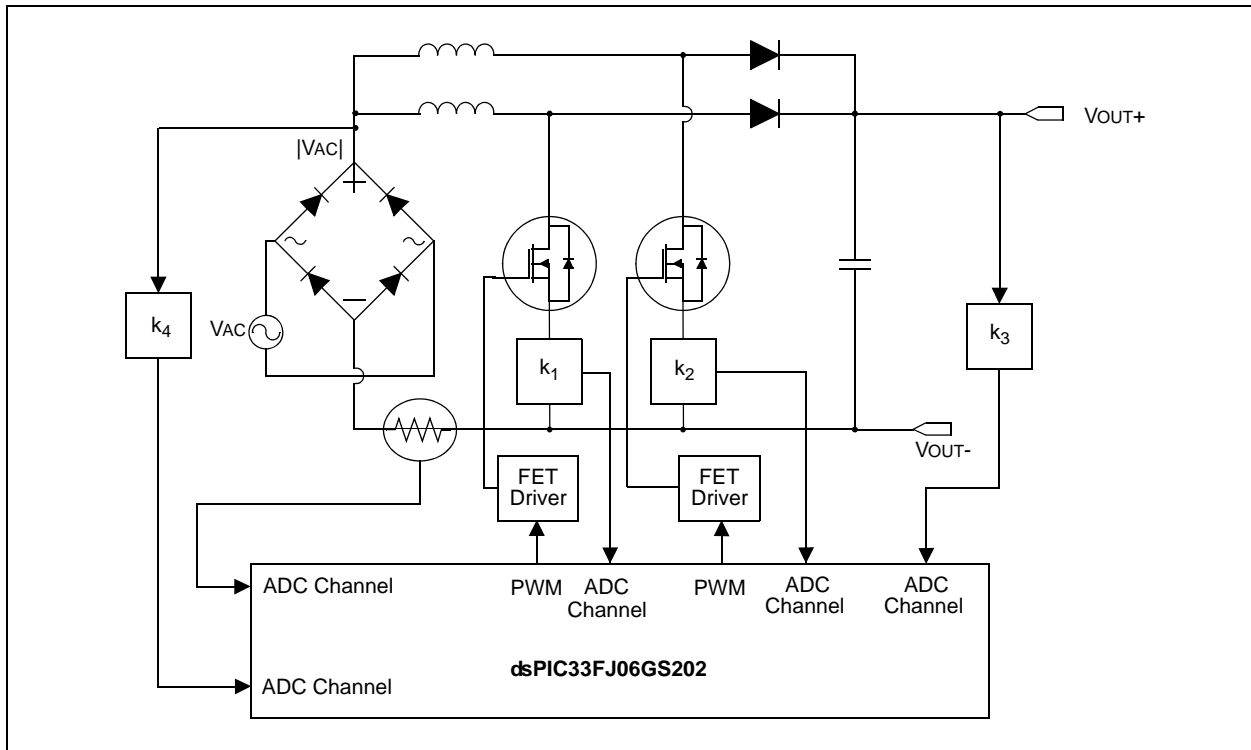 VOUT+
|VAC|
k4
VAC
k3
k1
k2
VOUT-
FET
Driver
FET
Driver
ADC Channel
PWM
ADC
Channel
PWM
ADC
Channel
ADC
Channel
dsPIC33FJ06GS202
ADC Channel